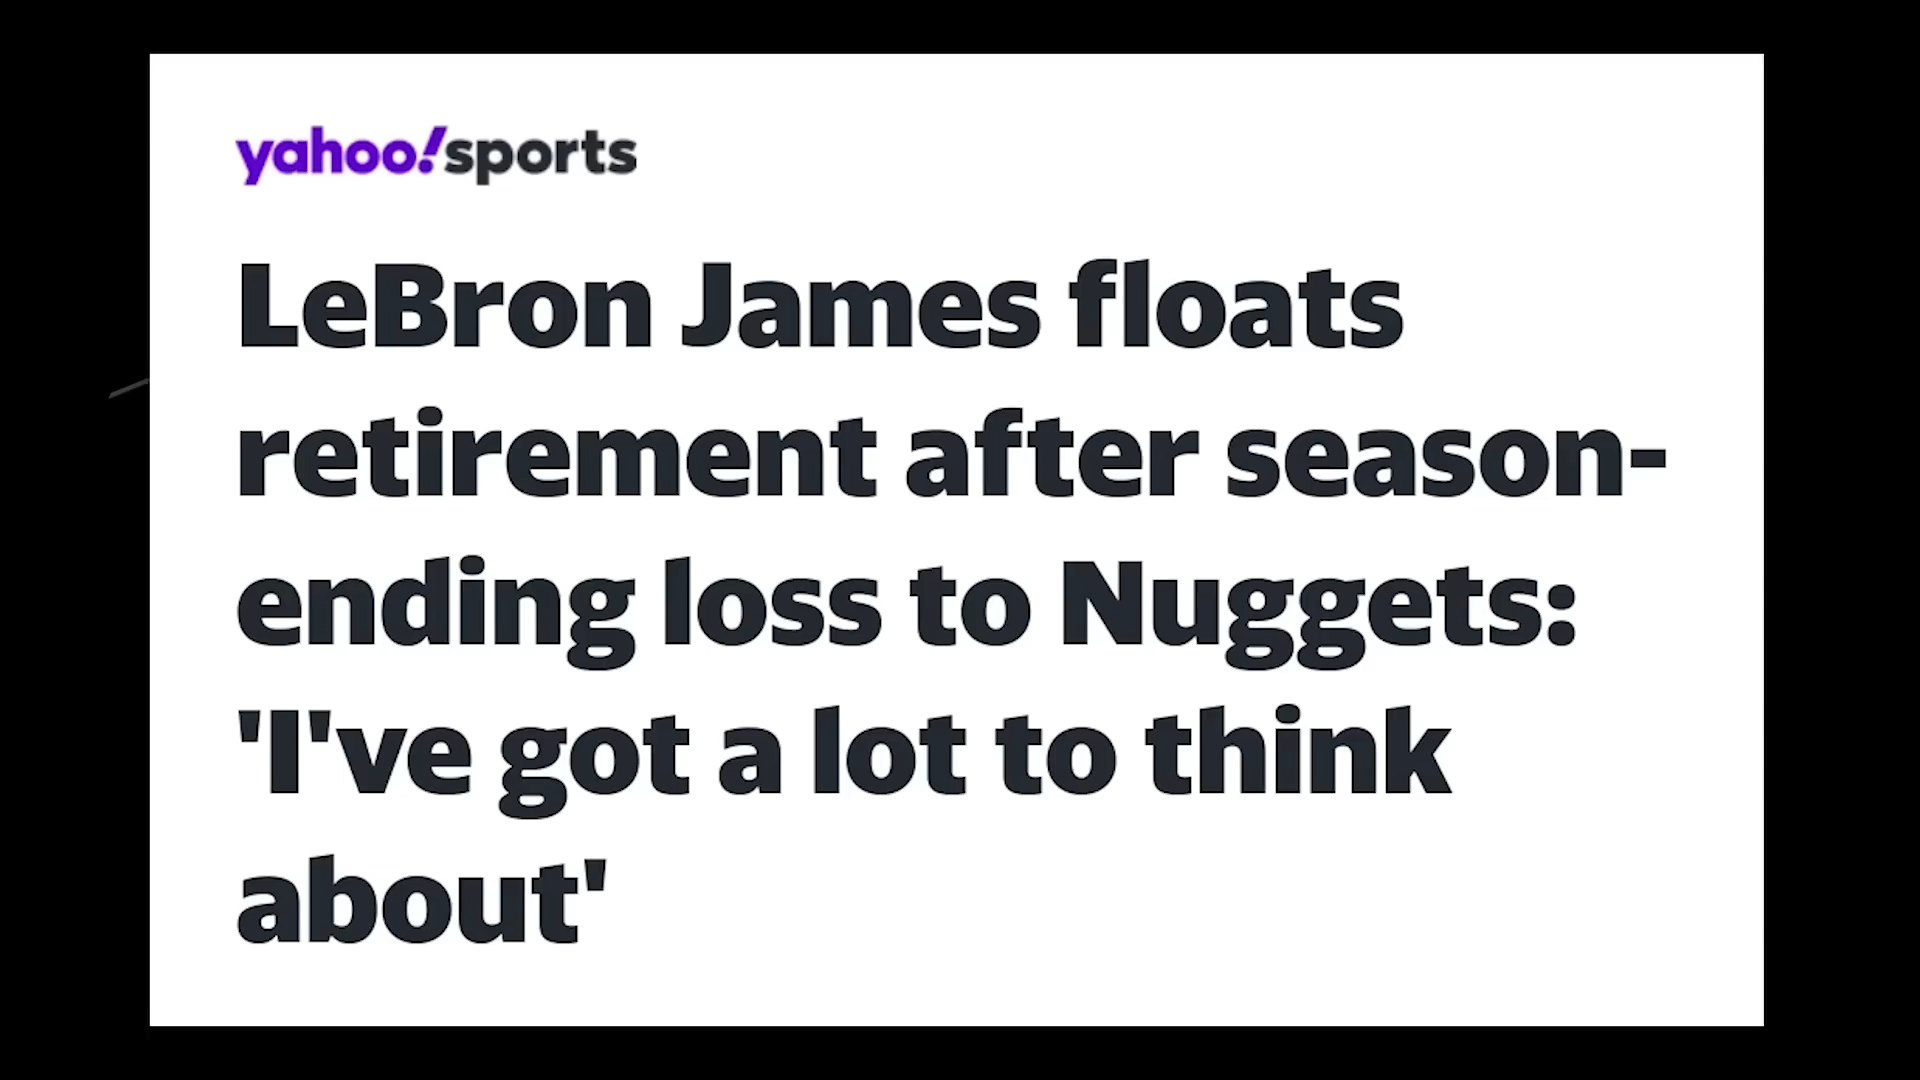 yahoo!sports
LeBron James floats
retirement after season-
ending loss to Nuggets:
'I've got a lot to think
about'